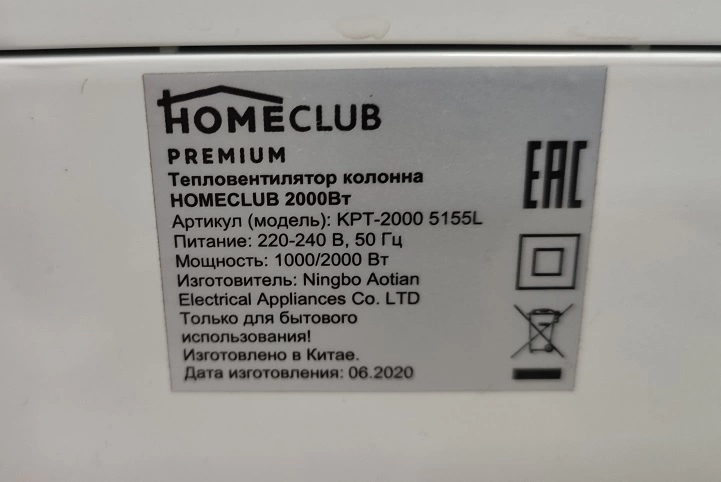 HOMECLUB
PREMIUM
Тепловентилятор колонна
HOMECLUB 2000Вт
Артикул (модель): KPT-2000 5155L
Питание: 220-240 В, 50 Гц
Мощность: 1000/2000 Вт
Изготовитель: Ningbo Aotian
Electrical Appliances Co. LTD
Только для бытового
использования!
Изготовлено в Китае.
Дата изготовления: 06.2020
EAC